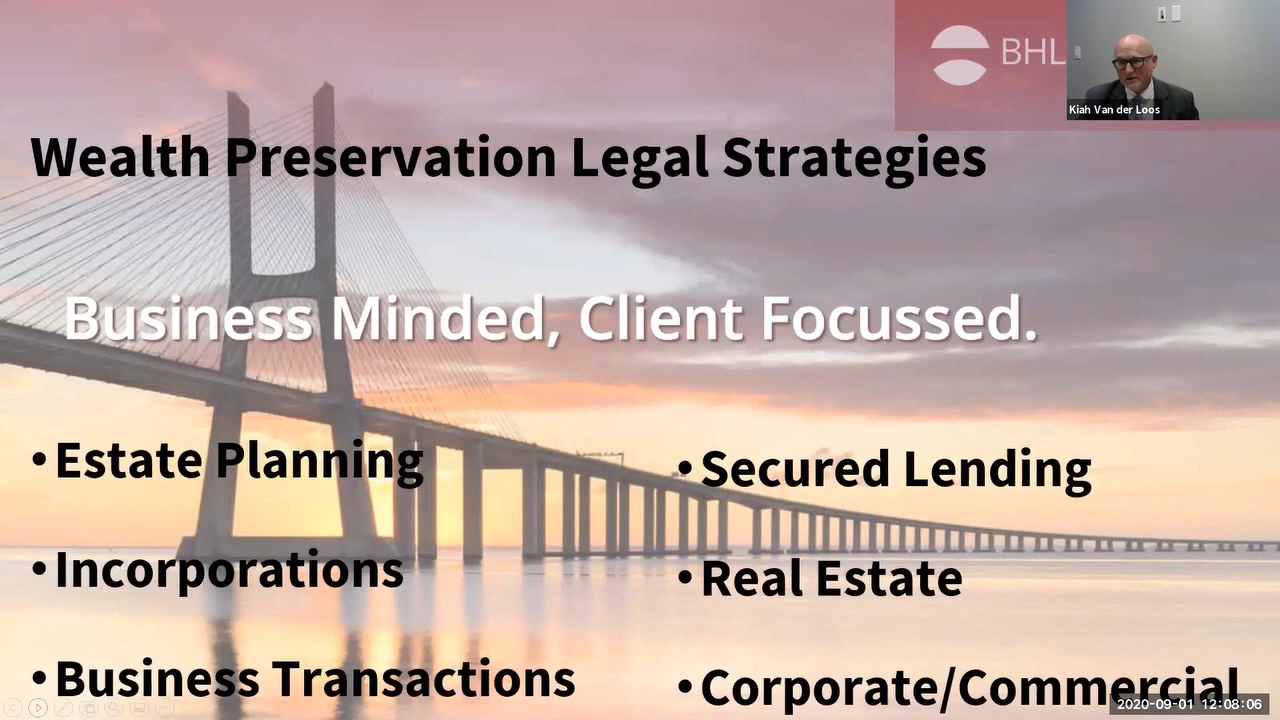 BHL
Kiah Van der Loos
Wealth Preservation Legal Strategies
Business Minded, Client Focussed.
• Estate Planning
• Secured Lending
• Incorporations
• Real Estate
• Business Transactions
• Corporate/Commercial
2020-09-01 12:08:06